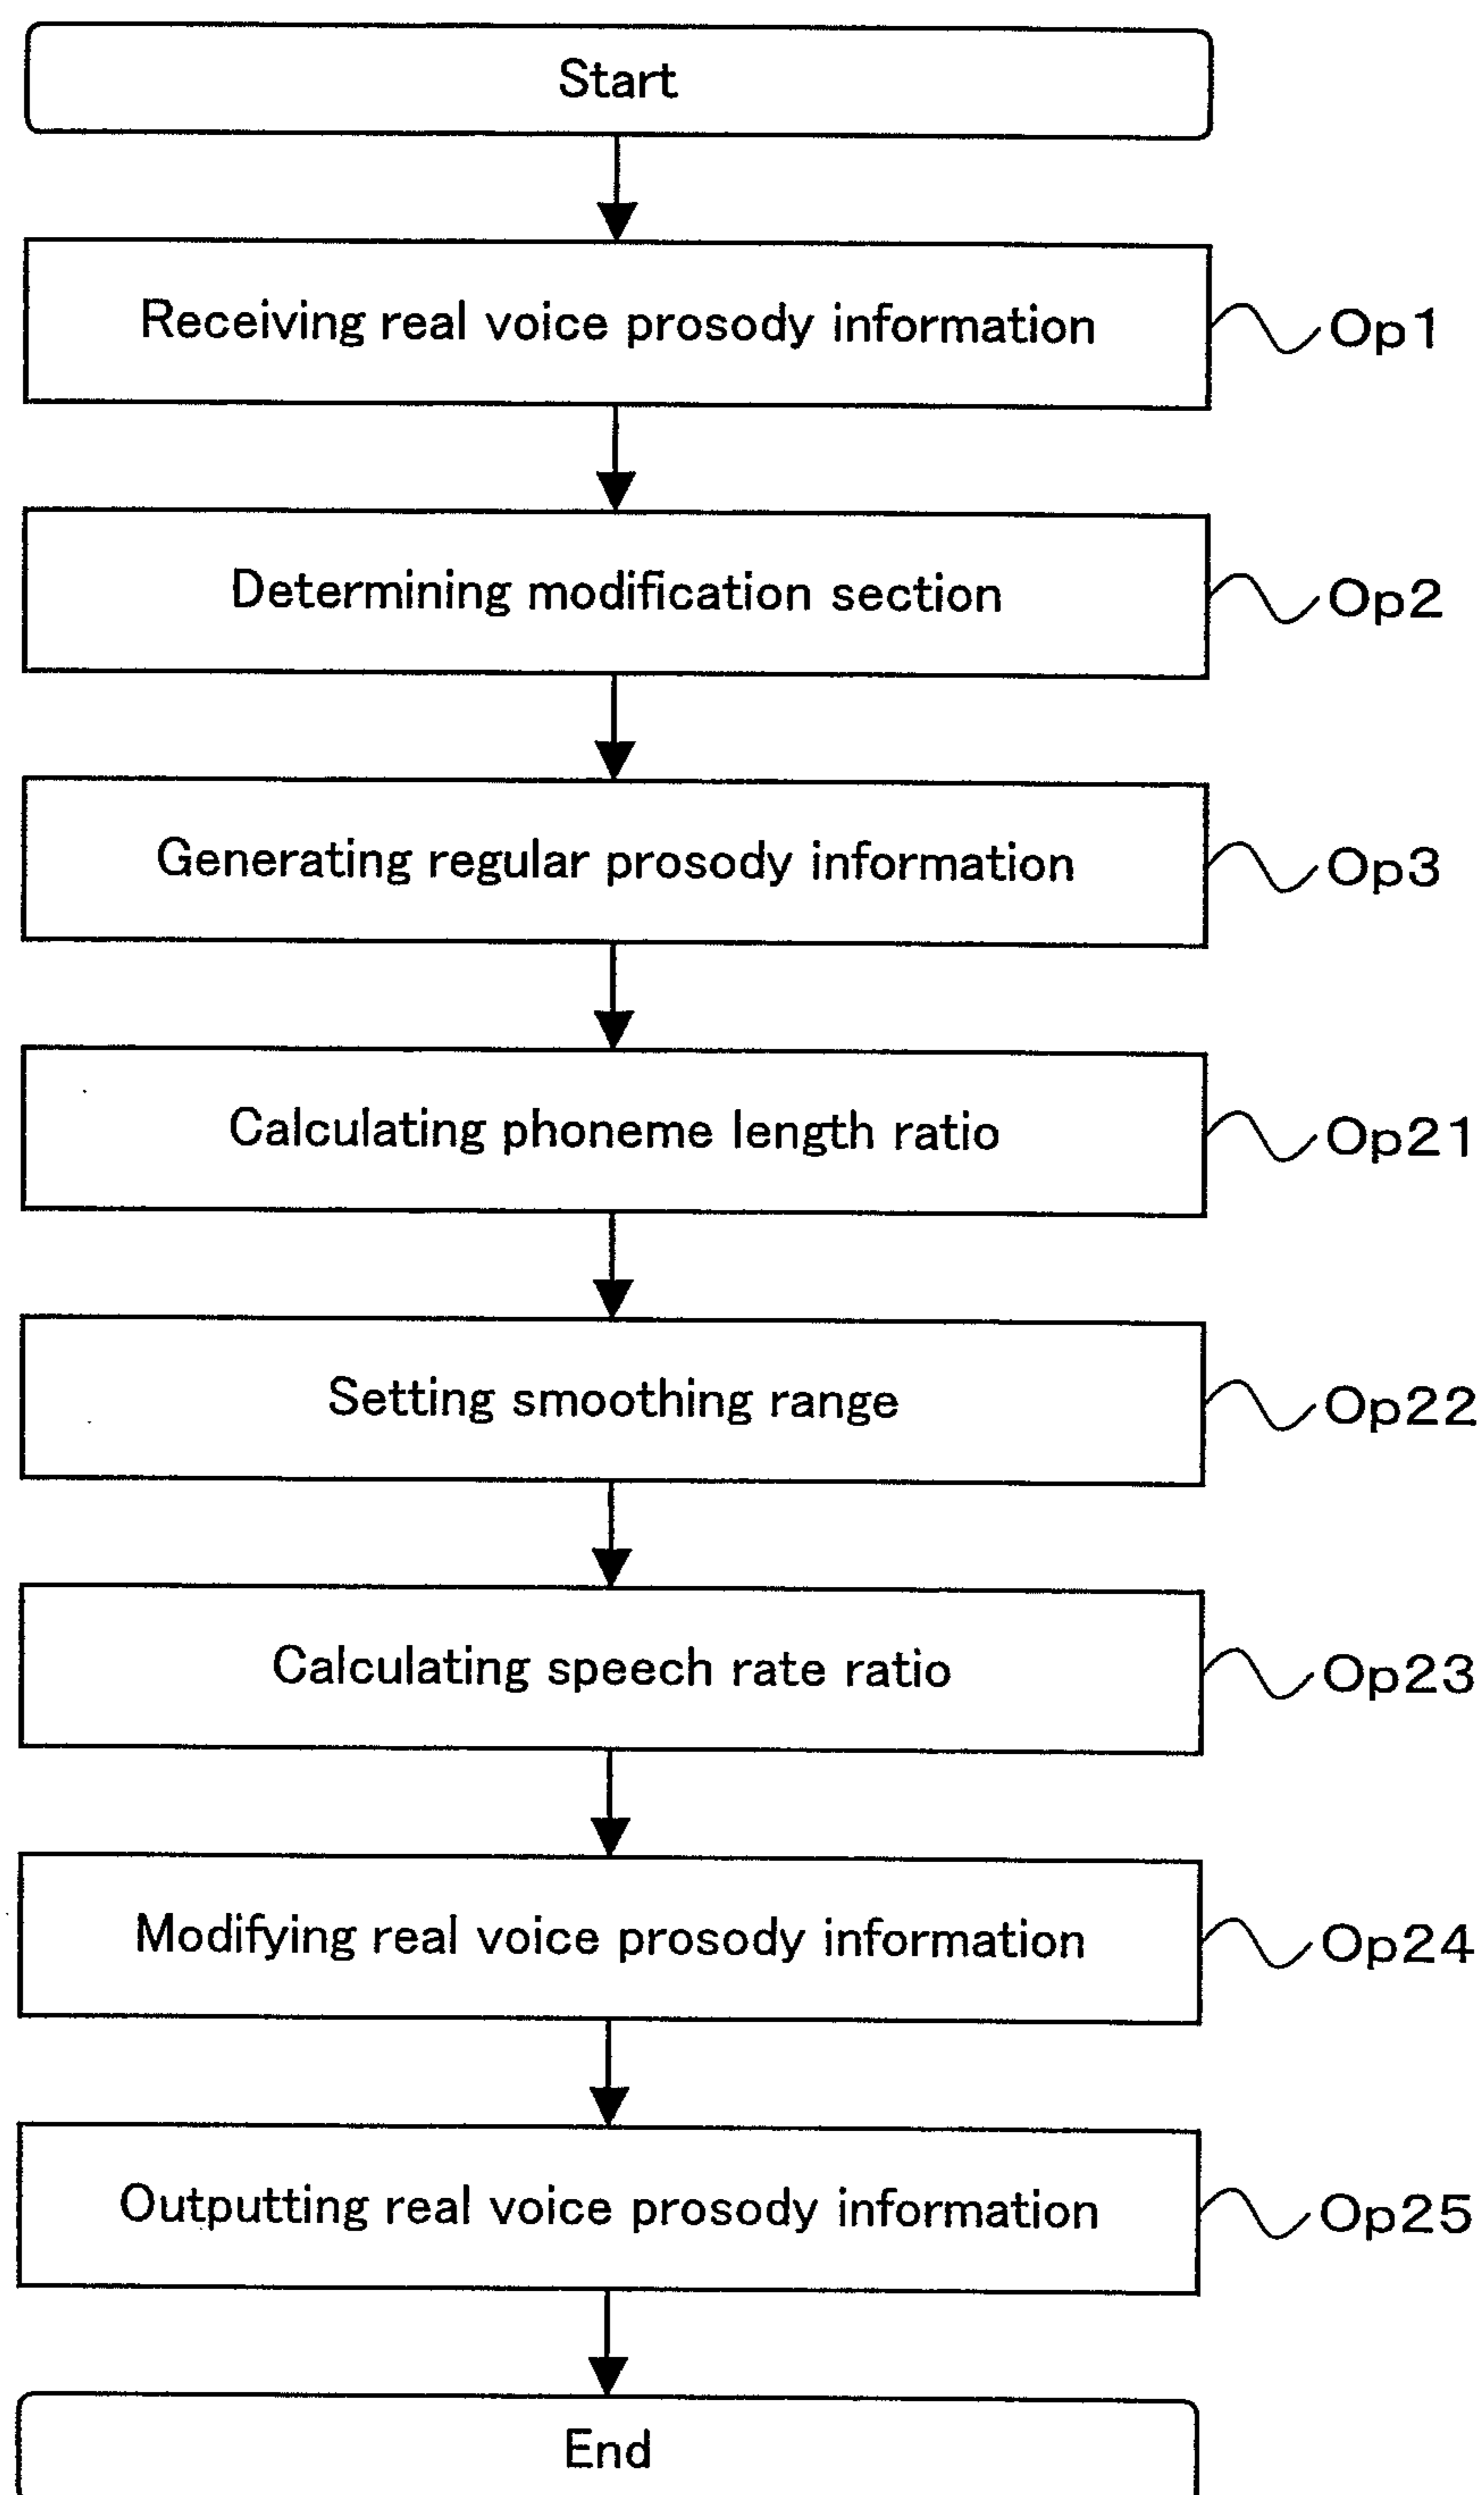 Start
Receiving real voice prosody information
Op1
Determining modification section
Op2
Generating regular prosody information
Op3
Calculating phoneme length ratio
Op21
Setting smoothing range
Op22
Calculating speech rate ratio
Op23
Modifying real voice prosody information
Op24
Outputting real voice prosody information
Op25
End